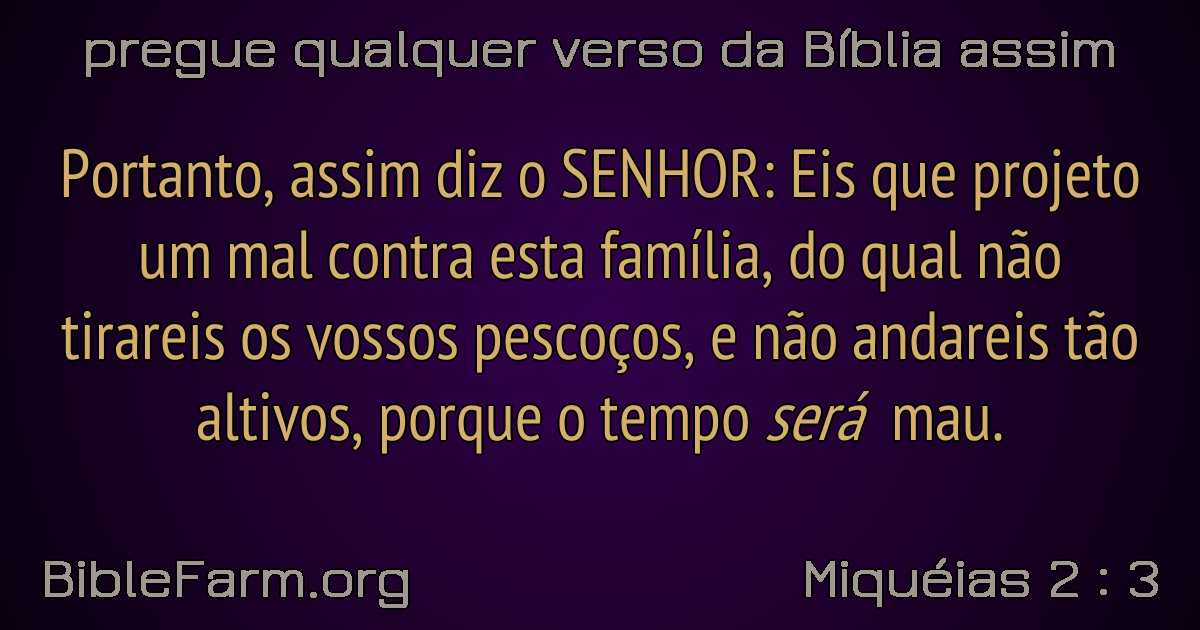 pregue qualquer verso da Bíblia assim
Portanto, assim diz o SENHOR: Eis que projeto
um mal contra esta família, do qual não
tirareis os vossos pescoços, e não andareis tão
altivos, porque o tempo será mau.
BibleFarm.org
Miquéias 2 : 3